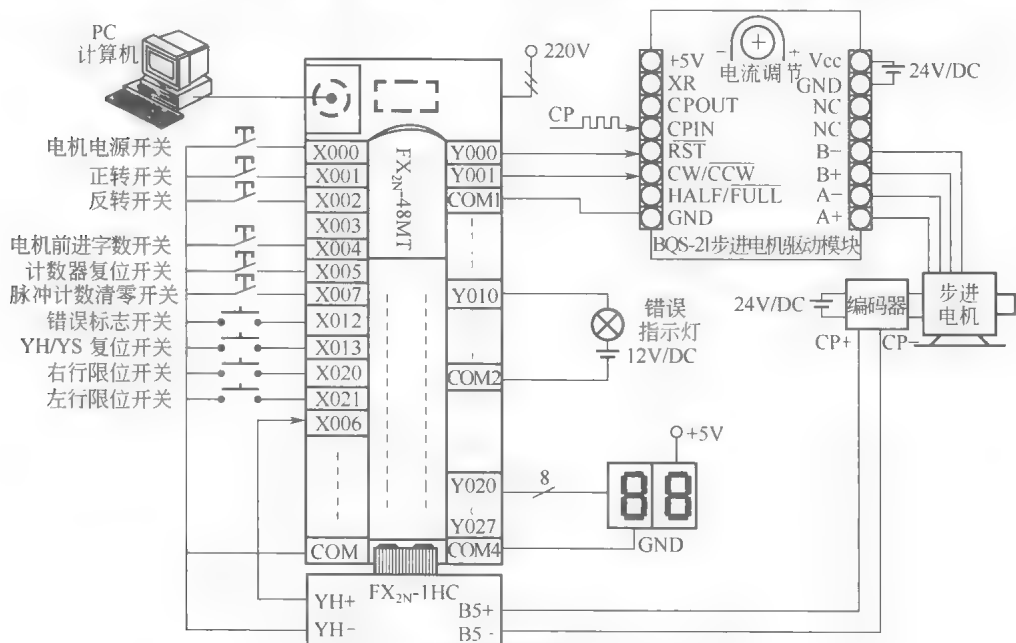 PC
计算机
220V
电机电源开关
正转开关
反转开关
电机前进字数开关
计数器复位开关
脉冲计数清零开关
错误标志开关
YH/YS 复位开关
右行限位开关
左行限位开关
X000
X001
X002
X003
X004
X005
X007
X012
X013
X020
X021
X006
COM
FX2N-48MT
Y000
Y001
COM1
Y010
COM2
Y020
Y027
COM4
FX2N-1HC
YH+
YH-
B5+
B5-
CP
+5V
XR
CPOUT
CPIN
RST
CW/CCW
HALF/FULL
GND
- +
电流调节
Vcc
GND
NC
NC
B-
B+
A-
A+
BQS-21步进电机驱动模块
24V/DC
24V/DC
编码器
步进
电机
CP+
CP-
错误
指示灯
12V/DC
+5V
8
88
GND